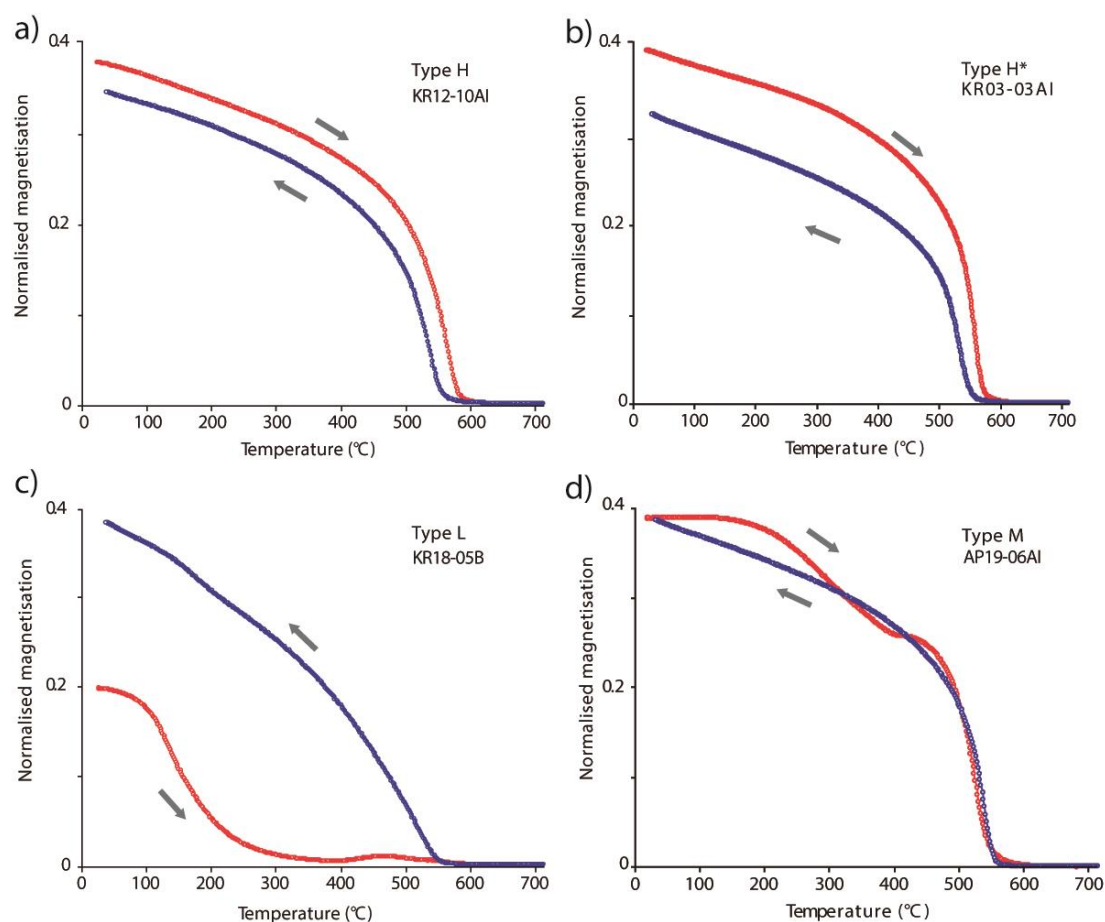 a)
Type H
KR12-10AI
Normalised magnetisation
0.4
0.2
0
0 100 200 300 400 500 600 700
Temperature (°C)
b)
Type H*
KR03-03AI
Normalised magnetisation
0.4
0.2
0
0 100 200 300 400 500 600 700
Temperature (°C)
c)
Type L
KR18-05B
Normalised magnetisation
0.4
0.2
0
0 100 200 300 400 500 600 700
Temperature (°C)
d)
Type M
AP19-06AI
Normalised magnetisation
0.4
0.2
0
0 100 200 300 400 500 600 700
Temperature (°C)